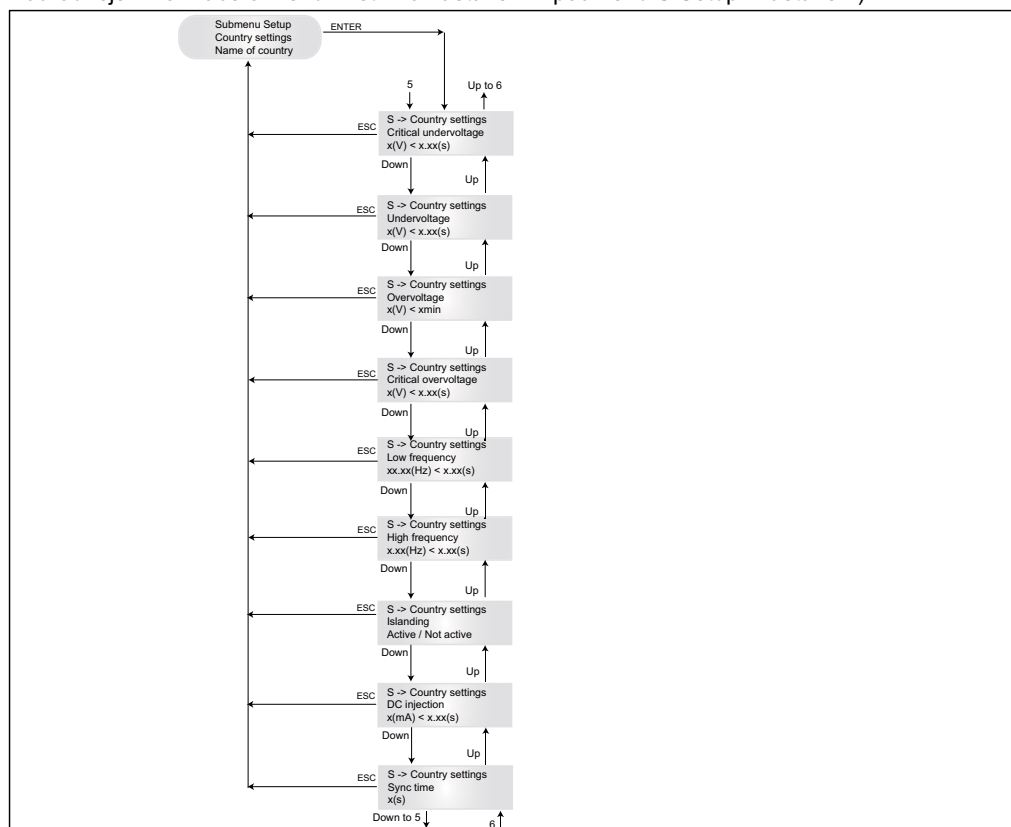 Submenu Setup
Country settings
Name of country
ENTER
5
Up to 6
ESC
S -> Country settings
Critical undervoltage
x(V) < x.xx(s)
Down
Up
ESC
S -> Country settings
Undervoltage
x(V) < x.xx(s)
Down
Up
ESC
S -> Country settings
Overvoltage
x(V) < xmin
Down
Up
ESC
S -> Country settings
Critical overvoltage
x(V) < x.xx(s)
Down
Up
ESC
S -> Country settings
Low frequency
xx.xx(Hz) < x.xx(s)
Down
Up
ESC
S -> Country settings
High frequency
x.xx(Hz) < x.xx(s)
Down
Up
ESC
S -> Country settings
Islanding
Active / Not active
Down
Up
ESC
S -> Country settings
DC injection
x(mA) < x.xx(s)
Down
Up
ESC
S -> Country settings
Sync time
x(s)
Down to 5
6